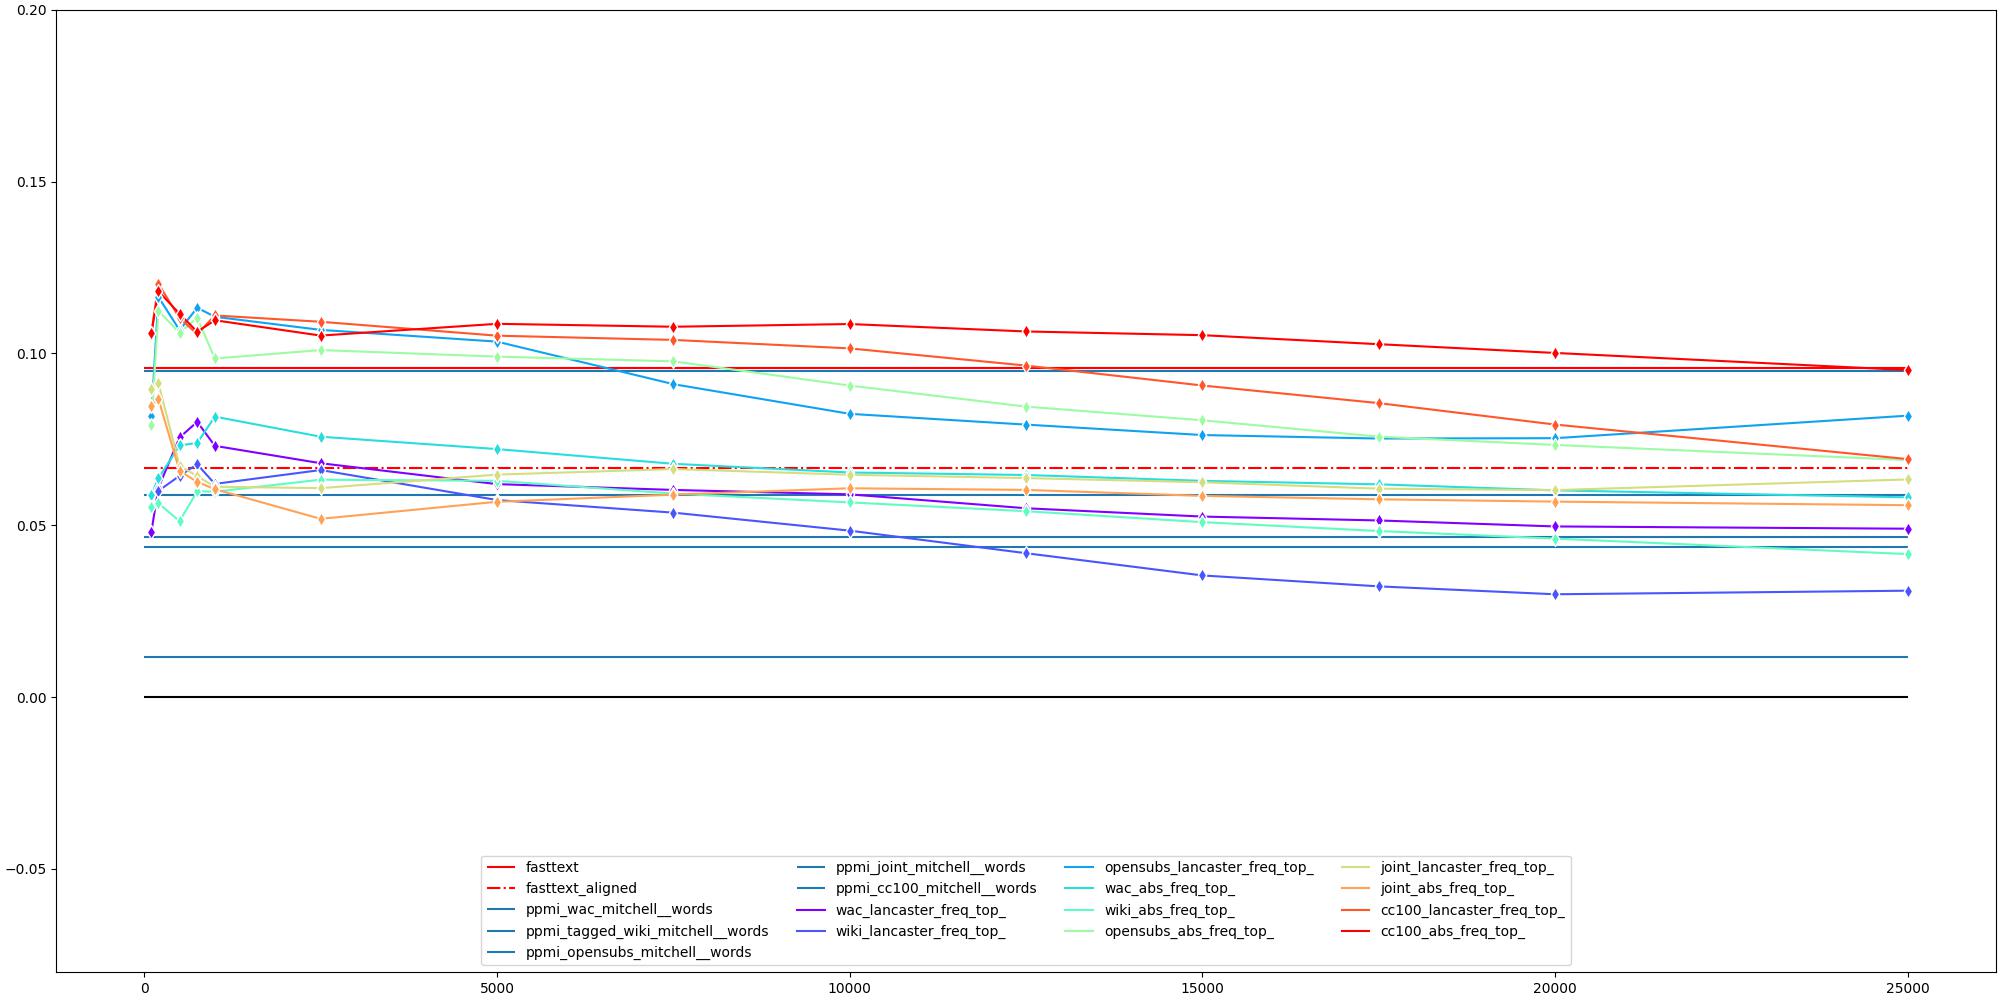 0.20
0.15
0.10
0.05
0.00
−0.05
fasttext
fasttext_aligned
ppmi_wac_mitchell__words
ppmi_tagged_wiki_mitchell__words
ppmi_opensubs_mitchell__words
ppmi_joint_mitchell__words
ppmi_cc100_mitchell__words
wac_lancaster_freq_top_
wiki_lancaster_freq_top_
opensubs_lancaster_freq_top_
wac_abs_freq_top_
wiki_abs_freq_top_
opensubs_abs_freq_top_
joint_lancaster_freq_top_
joint_abs_freq_top_
cc100_lancaster_freq_top_
cc100_abs_freq_top_
0 5000 10000 15000 20000 25000